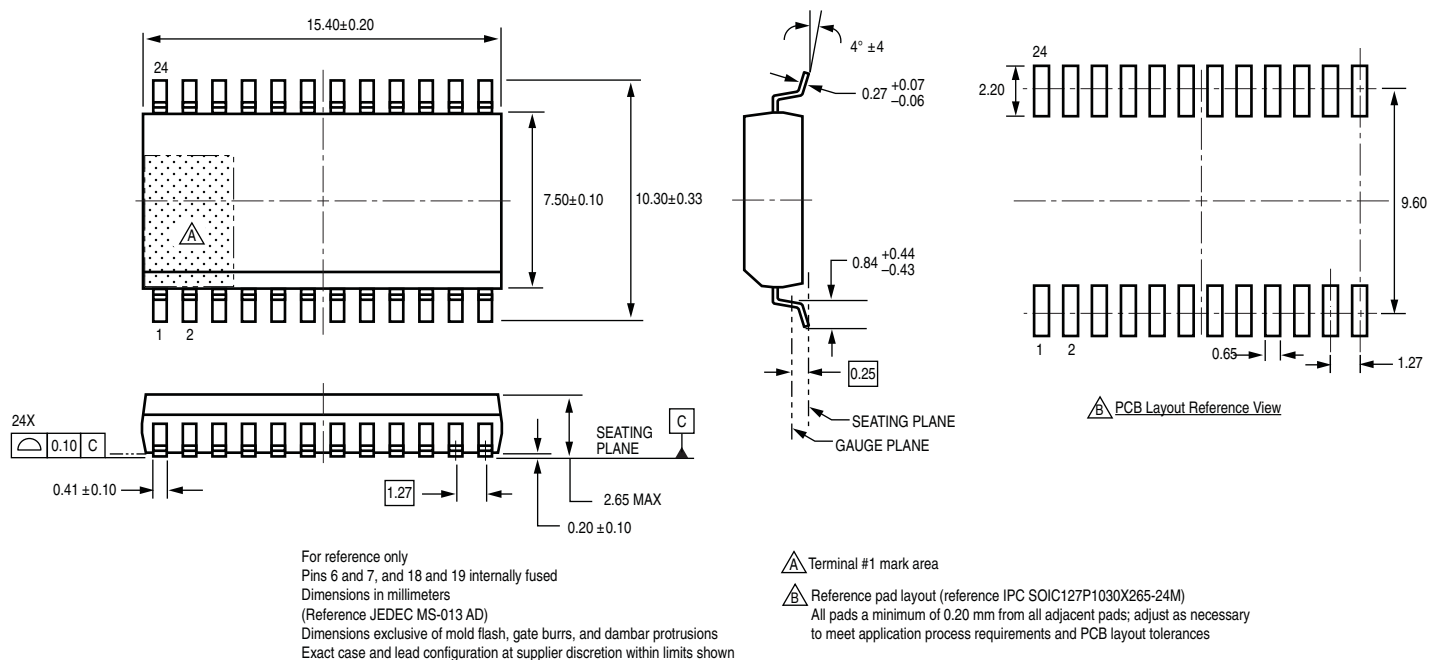 15.40±0.20
24
1
2
7.50±0.10
10.30±0.33
A
4° ±4
0.27 +0.07
−0.06
0.84 +0.44
−0.43
0.25
SEATING PLANE
GAUGE PLANE
24
2.20
9.60
1
2
0.65
1.27
B PCB Layout Reference View
24X
0.10 C
0.41 ±0.10
1.27
SEATING
PLANE
C
2.65 MAX
0.20 ±0.10
For reference only
Pins 6 and 7, and 18 and 19 internally fused
Dimensions in millimeters
(Reference JEDEC MS-013 AD)
Dimensions exclusive of mold flash, gate burrs, and dambar protrusions
Exact case and lead configuration at supplier discretion within limits shown
A Terminal #1 mark area
B Reference pad layout (reference IPC SOIC127P1030X265-24M)
All pads a minimum of 0.20 mm from all adjacent pads; adjust as necessary
to meet application process requirements and PCB layout tolerances